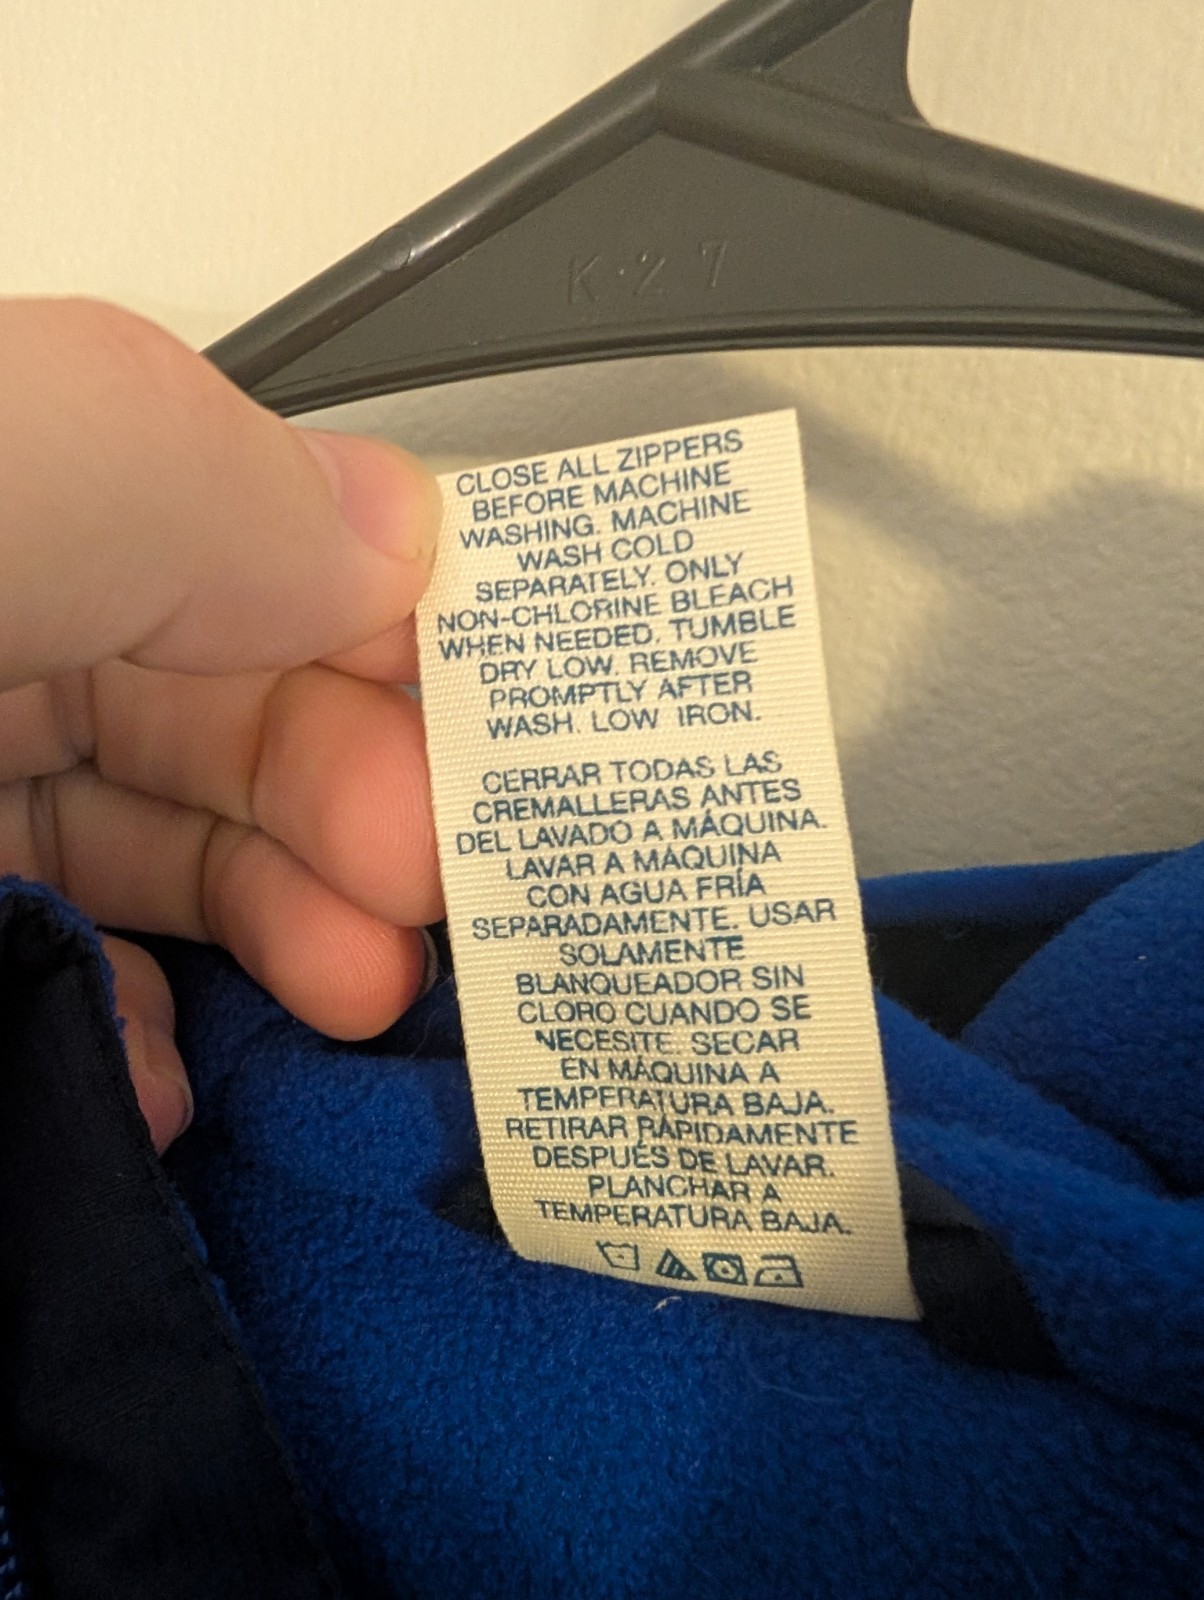 K-27
CLOSE ALL ZIPPERS
BEFORE MACHINE
WASHING. MACHINE
WASH COLD
SEPARATELY. ONLY
NON-CHLORINE BLEACH
WHEN NEEDED. TUMBLE
DRY LOW. REMOVE
PROMPTLY AFTER
WASH. LOW IRON.
CERRAR TODAS LAS
CREMALLERAS ANTES
DEL LAVADO A MÁQUINA.
LAVAR A MÁQUINA
CON AGUA FRÍA
SEPARADAMENTE. USAR
SOLAMENTE
BLANQUEADOR SIN
CLORO CUANDO SE
NECESITE. SECAR
EN MÁQUINA A
TEMPERATURA BAJA.
RETIRAR RÁPIDAMENTE
DESPUÉS DE LAVAR.
PLANCHAR A
TEMPERATURA BAJA.